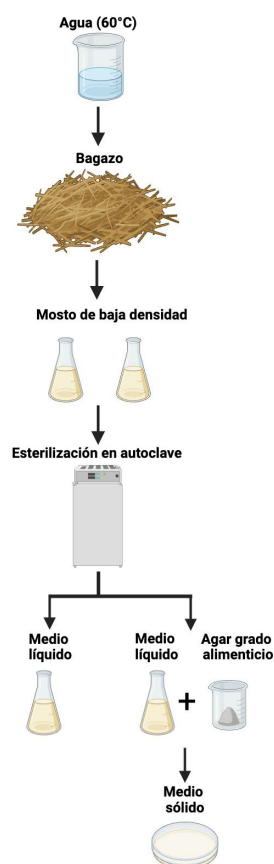 Agua (60°C)
Bagazo
Mosto de baja densidad
Esterilización en autoclave
Medio
líquido
Medio
líquido
+
Agar grado
alimenticio
Medio
sólido